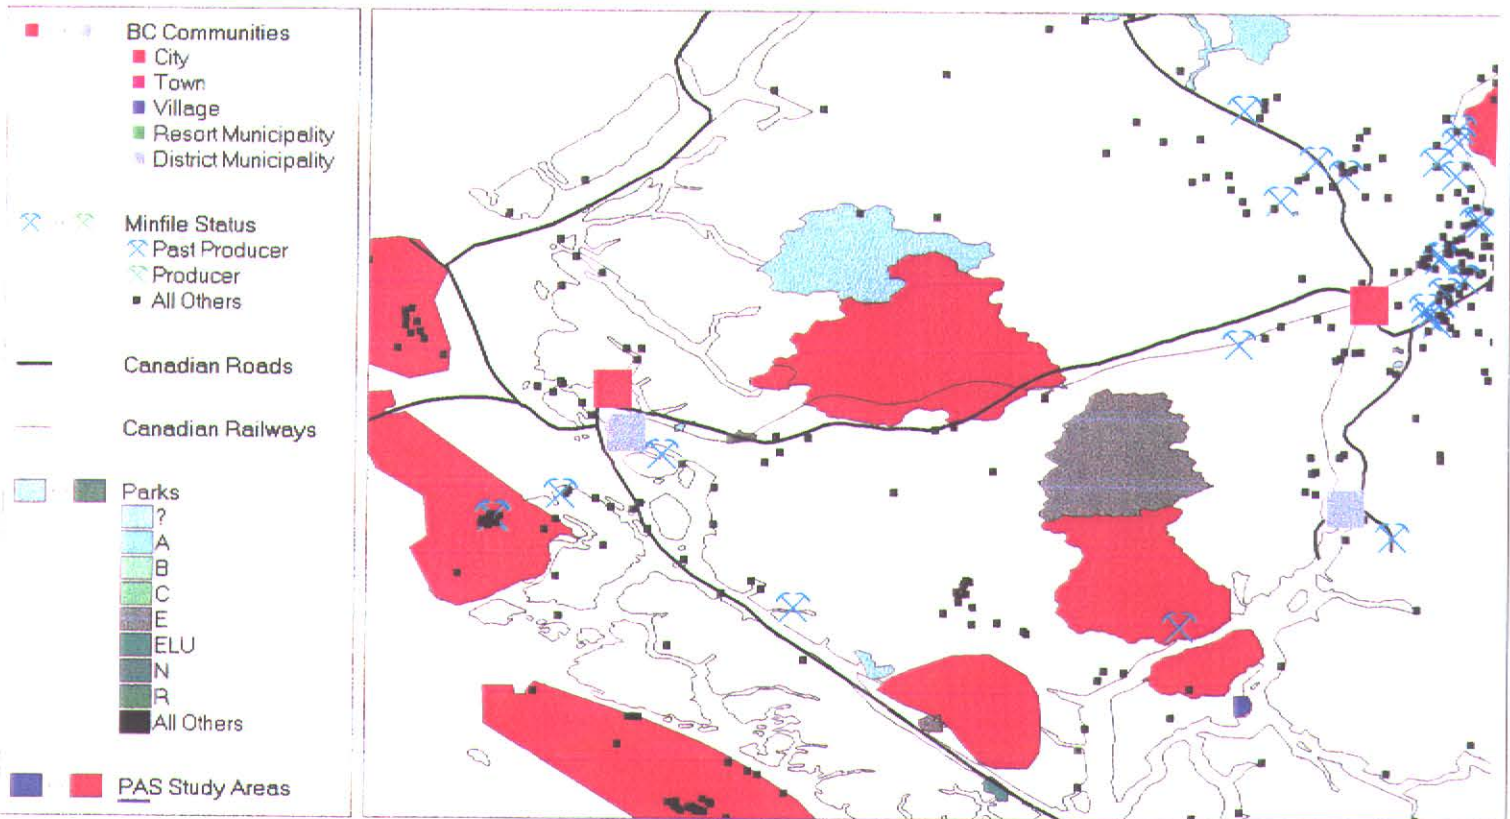 BC Communities
City
Town
Village
Resort Municipality
District Municipality
Minfile Status
Past Producer
Producer
All Others
Canadian Roads
Canadian Railways
Parks
?
A
B
C
E
ELU
N
R
All Others
PAS Study Areas